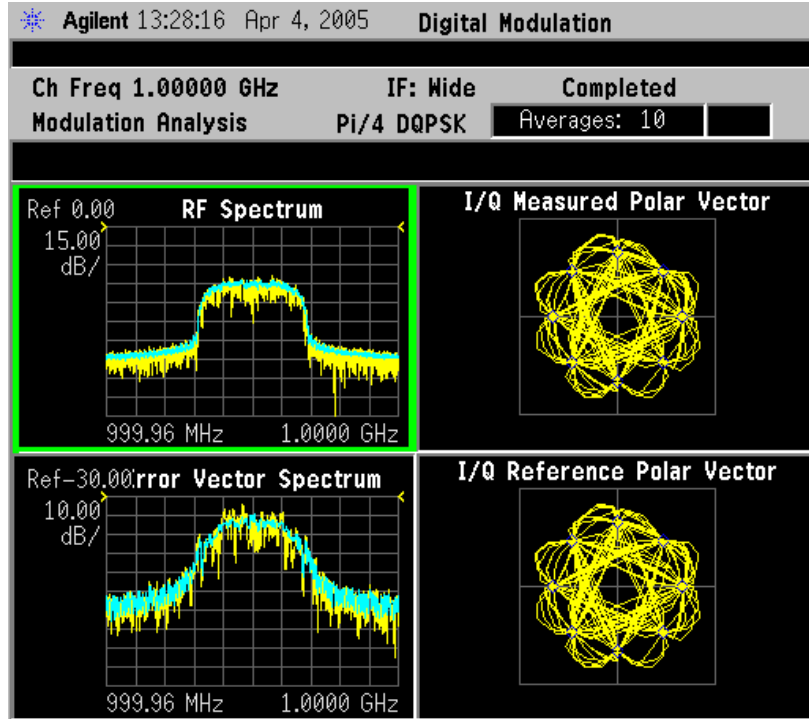 Agilent 13:28:16 Apr 4, 2005 Digital Modulation
Ch Freq 1.00000 GHz IF: Wide Completed
Modulation Analysis Pi/4 DQPSK Averages: 10
Ref 0.00 RF Spectrum
15.00
dB/
999.96 MHz 1.0000 GHz
I/Q Measured Polar Vector
Ref-30.00 rror Vector Spectrum
10.00
dB/
999.96 MHz 1.0000 GHz
I/Q Reference Polar Vector